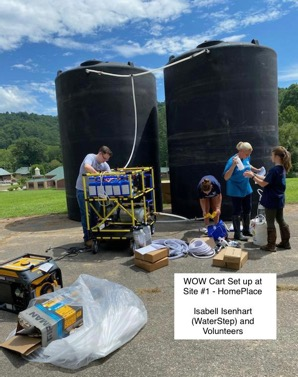 WOW Cart Set up at
Site #1 - HomePlace
Isabell Isenhart
(WaterStep) and
Volunteers